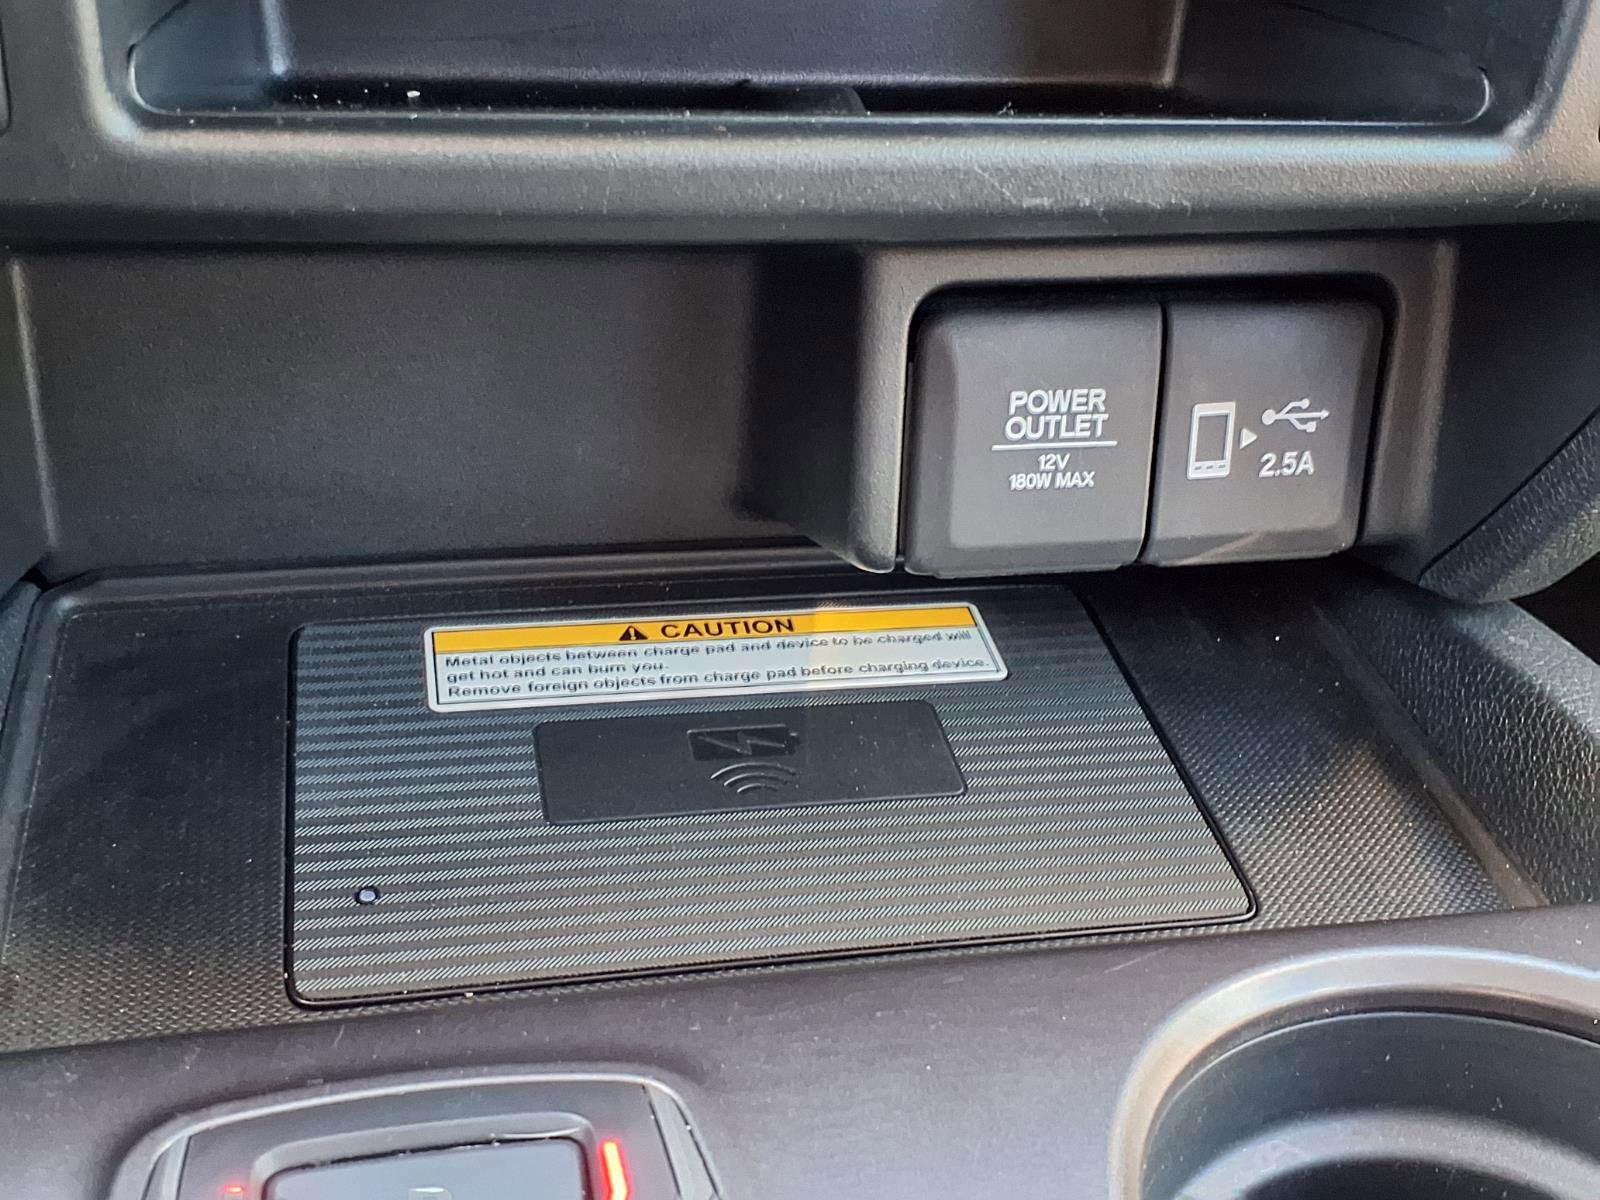 POWER
OUTLET
12V
180W MAX
2.5A
CAUTION
Metal objects between charge pad and device to be charged will
get hot and can burn you.
Remove foreign objects from charge pad before charging device.